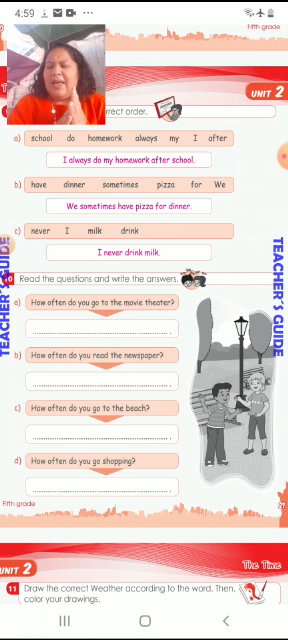 4:59
Fifth grade
UNIT 2
rrect order.
a) school do homework always my I after
I always do my homework after school.
b) have dinner sometimes pizza for We
We sometimes have pizza for dinner.
c) never I milk drink
I never drink milk.
TEACHER'S GUIDE
TEACHER'S GUIDE
10 Read the questions and write the answers.
a) How often do you go to the movie theater?
b) How often do you read the newspaper?
c) How often do you go to the beach?
d) How often do you go shopping?
Fifth grade
UNIT 2
The Time
11 Draw the correct Weather according to the word. Then,
color your drawings.